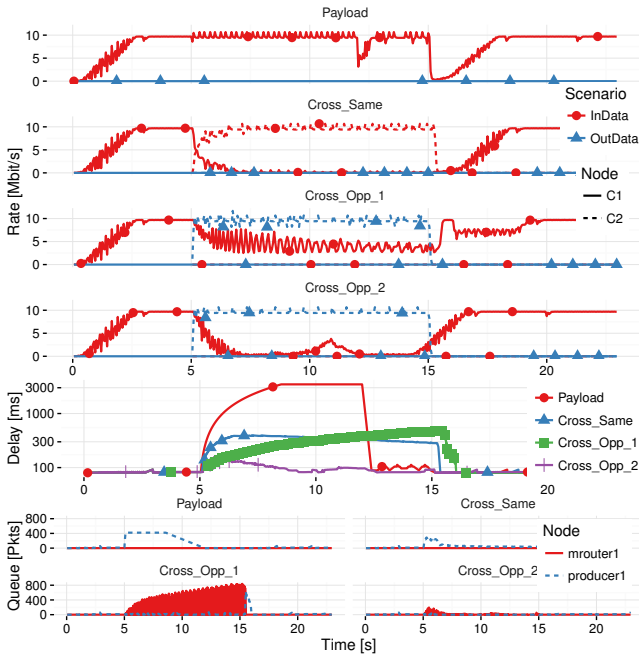 Payload
10
5
0
Cross_Same
10
5
0
Cross_Opp_1
10
5
0
Cross_Opp_2
10
5
0
0 5 10 15 20
Rate [Mbit/s]
Scenario
InData
OutData
Node
C1
C2
3000
1000
300
100
0 5 10 15 20
Delay [ms]
Payload
Cross_Same
Cross_Opp_1
Cross_Opp_2
Payload Cross_Same
800
400
0
Cross_Opp_1 Cross_Opp_2
800
400
0
0 5 10 15 20 0 5 10 15 20
Queue [Pkts]
Time [s]
Node
mrouter1
producer1